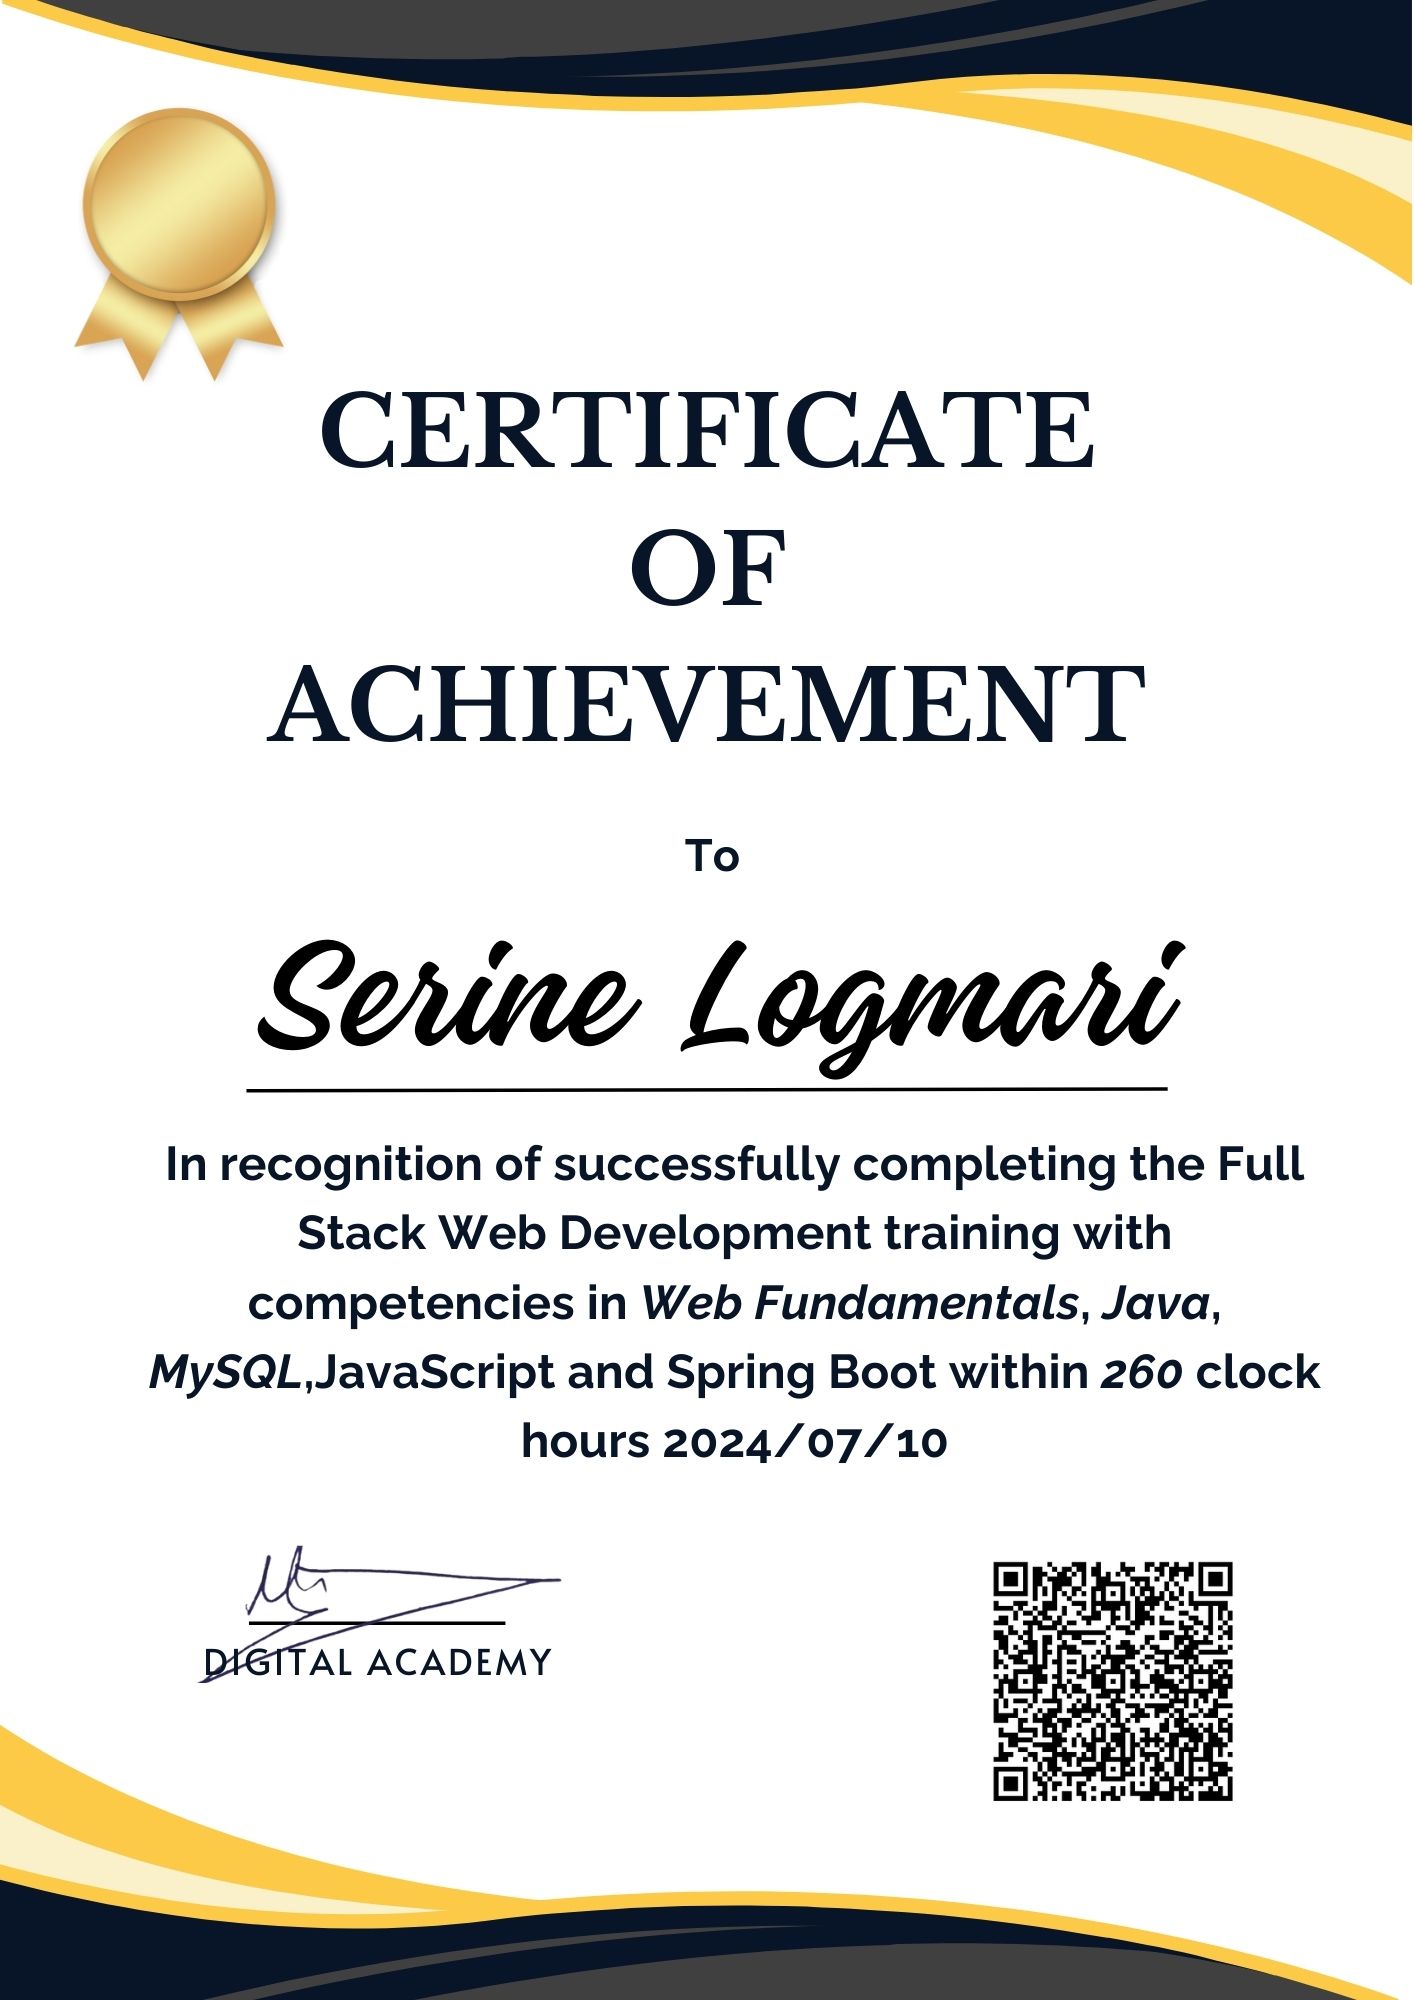 CERTIFICATE
OF
ACHIEVEMENT
To
Serine Logmari
In recognition of successfully completing the Full
Stack Web Development training with
competencies in Web Fundamentals, Java,
MySQL,JavaScript and Spring Boot within 260 clock
hours 2024/07/10
DIGITAL ACADEMY